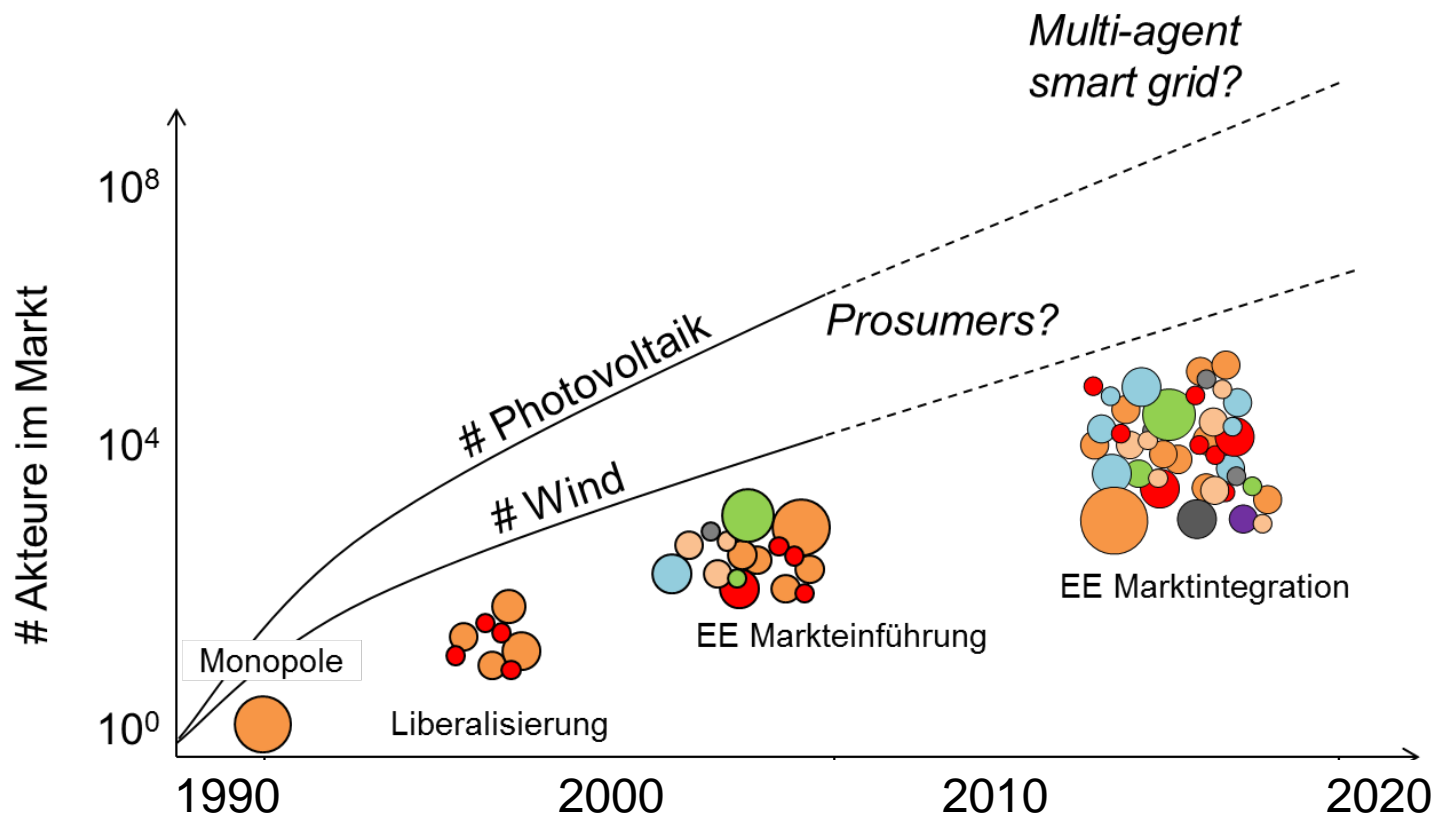 Multi-agent
smart grid?
10⁸
# Akteure im Markt
Prosumers?
# Photovoltaik
10⁴
# Wind
EE Marktintegration
EE Markteinführung
Monopole
Liberalisierung
10⁰
1990 2000 2010 2020